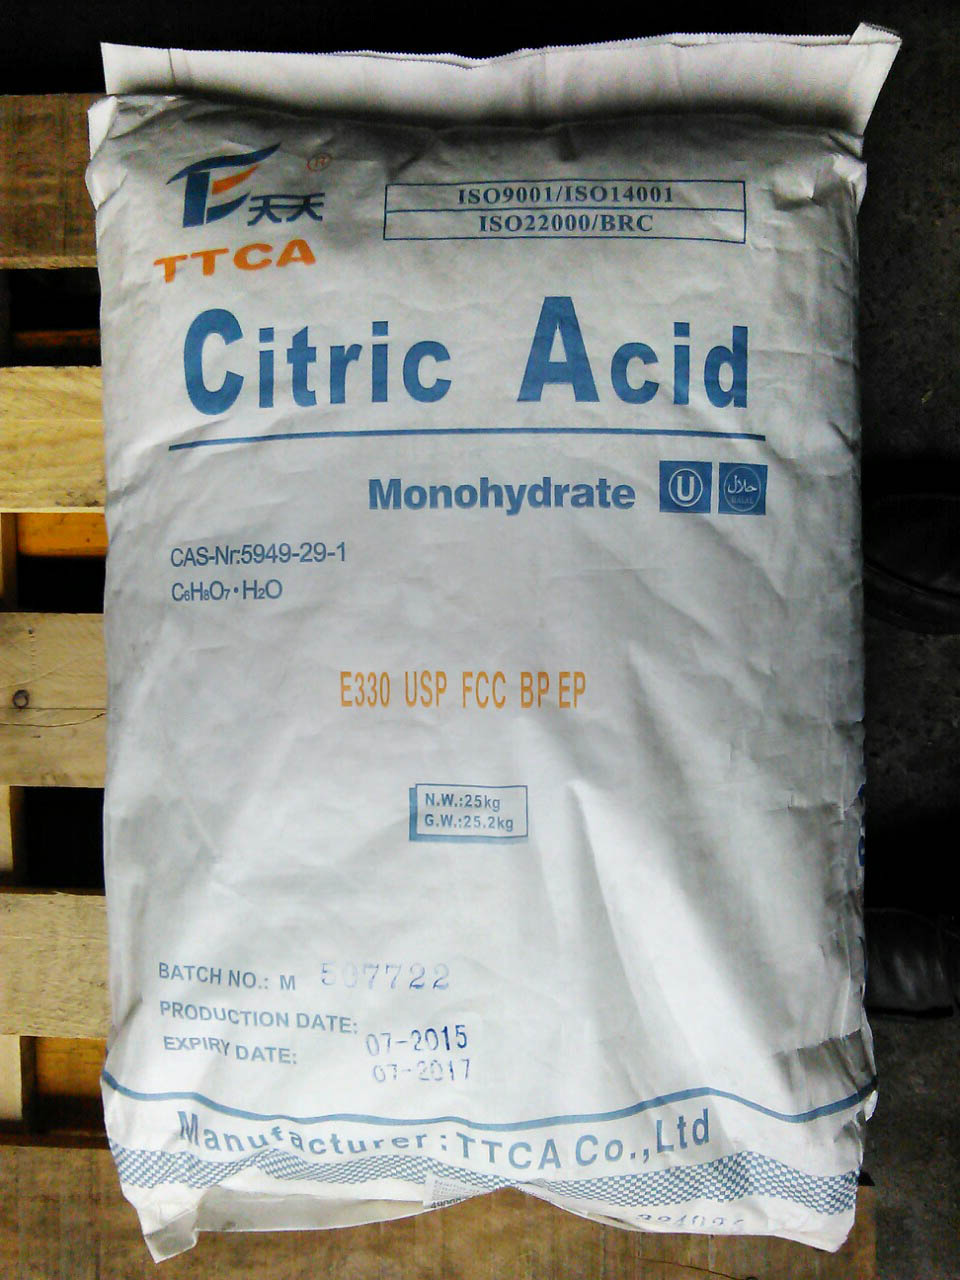 ®
天天
TTCA
ISO9001/ISO14001
ISO22000/BRC
Citric Acid
Monohydrate
U
حلال
HALAL
CAS-Nr:5949-29-1
C6H8O7·H2O
E330 USP FCC BP EP
N.W.:25kg
G.W.:25.2kg
BATCH NO.: M 507722
PRODUCTION DATE: 07-2015
EXPIRY DATE: 07-2017
Manufacturer:TTCA Co.,Ltd